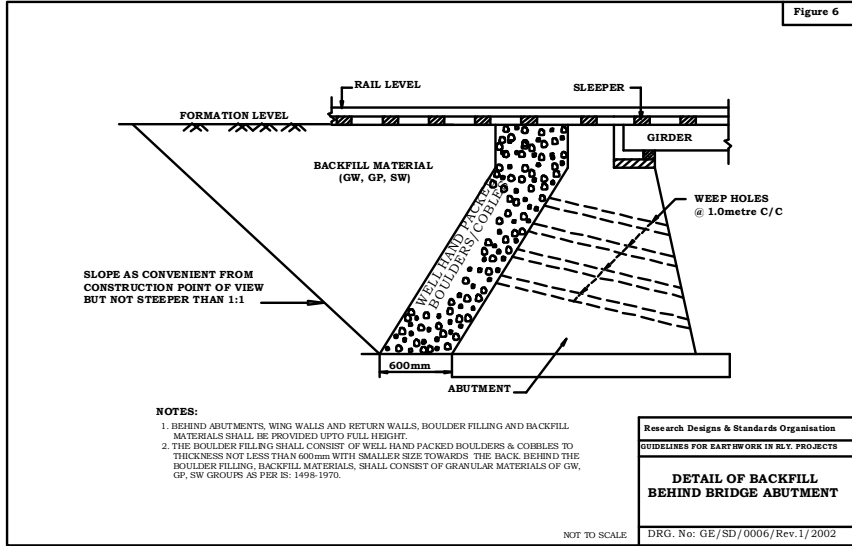 Figure 6
RAIL LEVEL
SLEEPER
FORMATION LEVEL
GIRDER
BACKFILL MATERIAL
(GW, GP, SW)
WELL HAND PACKED
BOULDERS/COBLES
WEEP HOLES
@ 1.0metre C/C
SLOPE AS CONVENIENT FROM
CONSTRUCTION POINT OF VIEW
BUT NOT STEEPER THAN 1:1
600mm
ABUTMENT
NOTES:
1. BEHIND ABUTMENTS, WING WALLS AND RETURN WALLS, BOULDER FILLING AND BACKFILL
MATERIALS SHALL BE PROVIDED UPTO FULL HEIGHT.
2. THE BOULDER FILLING SHALL CONSIST OF WELL HAND PACKED BOULDERS & COBBLES TO
THICKNESS NOT LESS THAN 600mm WITH SMALLER SIZE TOWARDS THE BACK. BEHIND THE
BOULDER FILLING, BACKFILL MATERIALS, SHALL CONSIST OF GRANULAR MATERIALS OF GW,
GP, SW GROUPS AS PER IS: 1498-1970.
NOT TO SCALE
Research Designs & Standards Organisation
GUIDELINES FOR EARTHWORK IN RLY. PROJECTS
DETAIL OF BACKFILL
BEHIND BRIDGE ABUTMENT
DRG. No: GE/SD/0006/Rev.1/2002